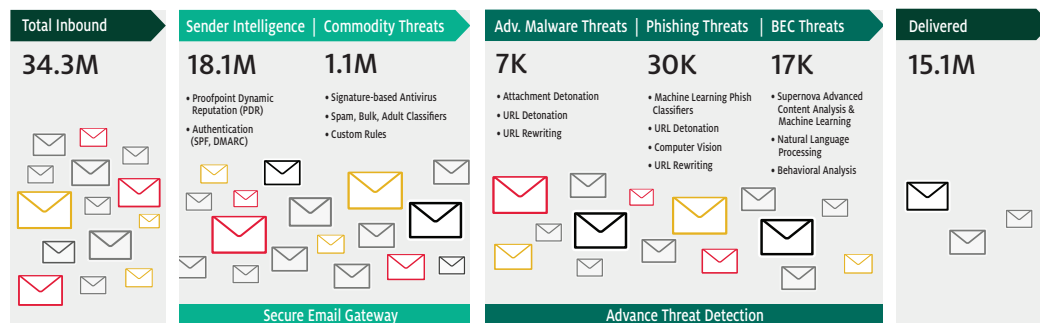 Total Inbound
34.3M
Sender Intelligence | Commodity Threats
18.1M
• Proofpoint Dynamic
Reputation (PDR)
• Authentication
(SPF, DMARC)
1.1M
• Signature-based Antivirus
• Spam, Bulk, Adult Classifiers
• Custom Rules
Secure Email Gateway
Adv. Malware Threats | Phishing Threats | BEC Threats
7K
• Attachment Detonation
• URL Detonation
• URL Rewriting
30K
• Machine Learning Phish
Classifiers
• URL Detonation
• Computer Vision
• URL Rewriting
17K
• Supernova Advanced
Content Analysis &
Machine Learning
• Natural Language
Processing
• Behavioral Analysis
Advance Threat Detection
Delivered
15.1M